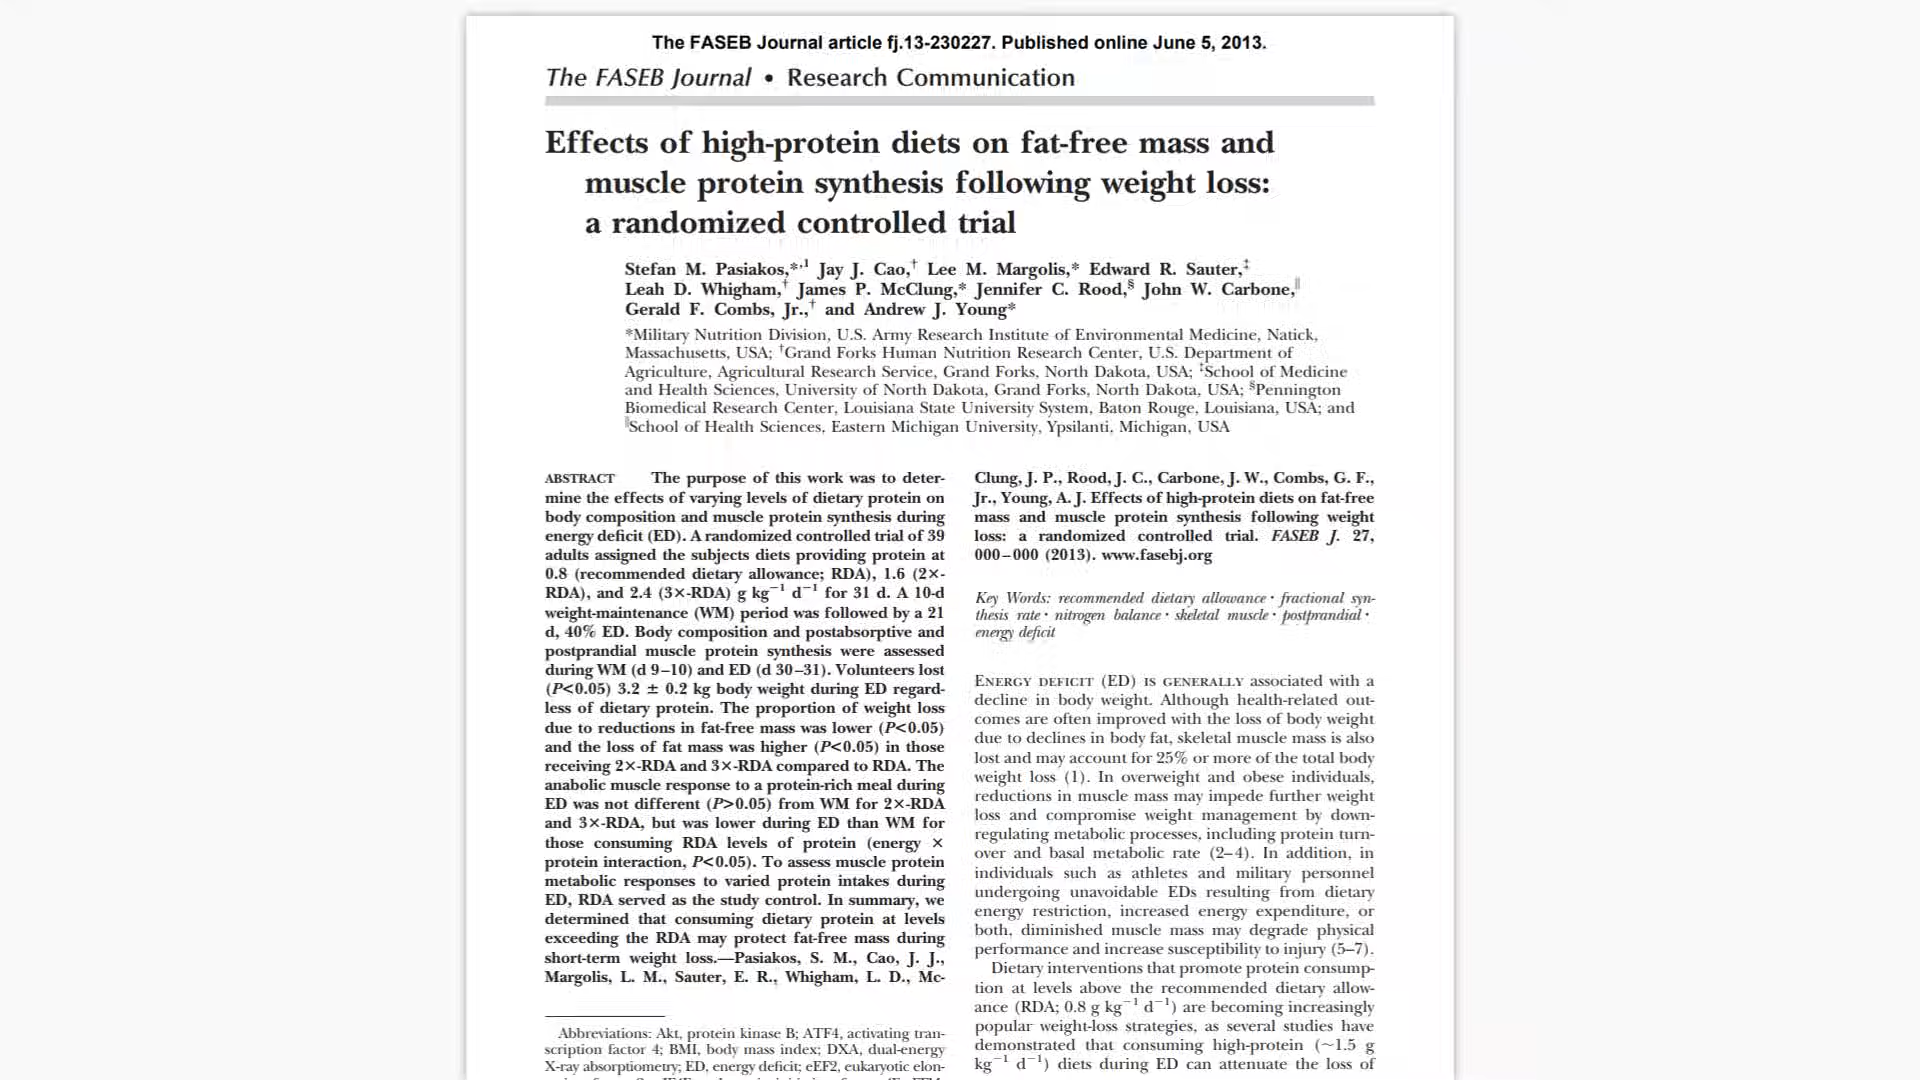 The FASEB Journal article fj.13-230227. Published online June 5, 2013.
The FASEB Journal • Research Communication
Effects of high-protein diets on fat-free mass and
muscle protein synthesis following weight loss:
a randomized controlled trial
Stefan M. Pasiakos,*,1 Jay J. Cao,† Lee M. Margolis,* Edward R. Sauter,‡
Leah D. Whigham,† James P. McClung,* Jennifer C. Rood,§ John W. Carbone,‖
Gerald F. Combs, Jr.,† and Andrew J. Young*
*Military Nutrition Division, U.S. Army Research Institute of Environmental Medicine, Natick,
Massachusetts, USA; †Grand Forks Human Nutrition Research Center, U.S. Department of
Agriculture, Agricultural Research Service, Grand Forks, North Dakota, USA; ‡School of Medicine
and Health Sciences, University of North Dakota, Grand Forks, North Dakota, USA; §Pennington
Biomedical Research Center, Louisiana State University System, Baton Rouge, Louisiana, USA; and
‖School of Health Sciences, Eastern Michigan University, Ypsilanti, Michigan, USA
ABSTRACT The purpose of this work was to deter-
mine the effects of varying levels of dietary protein on
body composition and muscle protein synthesis during
energy deficit (ED). A randomized controlled trial of 39
adults assigned the subjects diets providing protein at
0.8 (recommended dietary allowance; RDA), 1.6 (2×-
RDA), and 2.4 (3×-RDA) g kg⁻¹ d⁻¹ for 31 d. A 10-d
weight-maintenance (WM) period was followed by a 21
d, 40% ED. Body composition and postabsorptive and
postprandial muscle protein synthesis were assessed
during WM (d 9–10) and ED (d 30–31). Volunteers lost
(P<0.05) 3.2 ± 0.2 kg body weight during ED regard-
less of dietary protein. The proportion of weight loss
due to reductions in fat-free mass was lower (P<0.05)
and the loss of fat mass was higher (P<0.05) in those
receiving 2×-RDA and 3×-RDA compared to RDA. The
anabolic muscle response to a protein-rich meal during
ED was not different (P>0.05) from WM for 2×-RDA
and 3×-RDA, but was lower during ED than WM for
those consuming RDA levels of protein (energy ×
protein interaction, P<0.05). To assess muscle protein
metabolic responses to varied protein intakes during
ED, RDA served as the study control. In summary, we
determined that consuming dietary protein at levels
exceeding the RDA may protect fat-free mass during
short-term weight loss.—Pasiakos, S. M., Cao, J. J.,
Margolis, L. M., Sauter, E. R., Whigham, L. D., Mc-
Abbreviations: Akt, protein kinase B; ATF4, activating tran-
scription factor 4; BMI, body mass index; DXA, dual-energy
X-ray absorptiometry; ED, energy deficit; eEF2, eukaryotic elon-
Clung, J. P., Rood, J. C., Carbone, J. W., Combs, G. F.,
Jr., Young, A. J. Effects of high-protein diets on fat-free
mass and muscle protein synthesis following weight
loss: a randomized controlled trial. FASEB J. 27,
000–000 (2013). www.fasebj.org
Key Words: recommended dietary allowance • fractional syn-
thesis rate • nitrogen balance • skeletal muscle • postprandial •
energy deficit
ENERGY DEFICIT (ED) IS GENERALLY associated with a
decline in body weight. Although health-related out-
comes are often improved with the loss of body weight
due to declines in body fat, skeletal muscle mass is also
lost and may account for 25% or more of the total body
weight loss (1). In overweight and obese individuals,
reductions in muscle mass may impede further weight
loss and compromise weight management by down-
regulating metabolic processes, including protein turn-
over and basal metabolic rate (2–4). In addition, in
individuals such as athletes and military personnel
undergoing unavoidable EDs resulting from dietary
energy restriction, increased energy expenditure, or
both, diminished muscle mass may degrade physical
performance and increase susceptibility to injury (5–7).
Dietary interventions that promote protein consump-
tion at levels above the recommended dietary allow-
ance (RDA; 0.8 g kg⁻¹ d⁻¹) are becoming increasingly
popular weight-loss strategies, as several studies have
demonstrated that consuming high-protein (~1.5 g
kg⁻¹ d⁻¹) diets during ED can attenuate the loss of